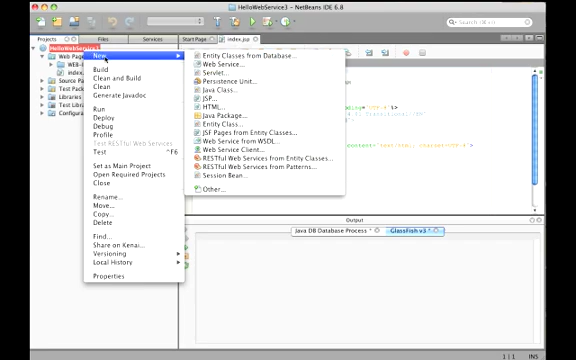 HelloWebService3 - NetBeans IDE 6.8
Search (⌘+I)
Projects
Files
Services
Start Page
index.jsp
HelloWebService3
Web Pages
WEB-I
index.
Source Pa
Test Pack
Libraries
Test Libra
Configura
New
Build
Clean and Build
Clean
Generate Javadoc
Run
Deploy
Debug
Profile
Test RESTful Web Services
Test ^F6
Set as Main Project
Open Required Projects
Close
Rename...
Move...
Copy...
Delete
Find...
Share on Kenai...
Versioning
Local History
Properties
Entity Classes from Database...
Web Service...
Servlet...
Persistence Unit...
Java Class...
JSP...
HTML...
Java Package...
Entity Class...
JSF Pages from Entity Classes...
Web Service from WSDL...
Web Service Client...
RESTful Web Services from Entity Classes...
RESTful Web Services from Patterns...
Session Bean...
Other...
Output
Java DB Database Process
GlassFish v3
1|1
INS